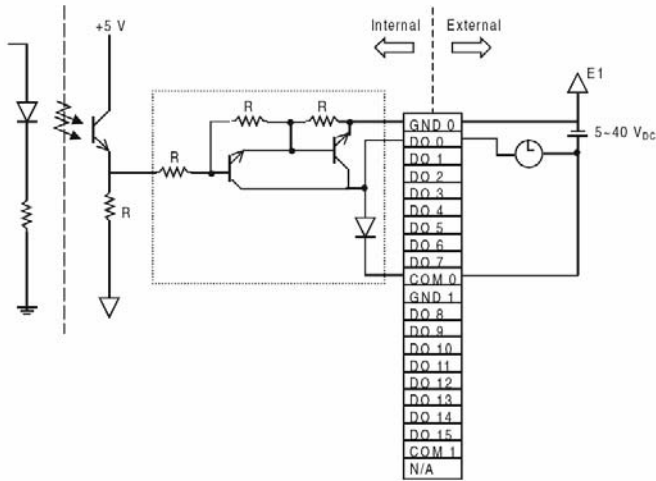 Internal External
+5 V
E1
R R
GND 0
5~40 VDC
DO 0
DO 1
R
DO 2
DO 3
DO 4
R
DO 5
DO 6
DO 7
COM 0
GND 1
DO 8
DO 9
DO 10
DO 11
DO 12
DO 13
DO 14
DO 15
COM 1
N/A